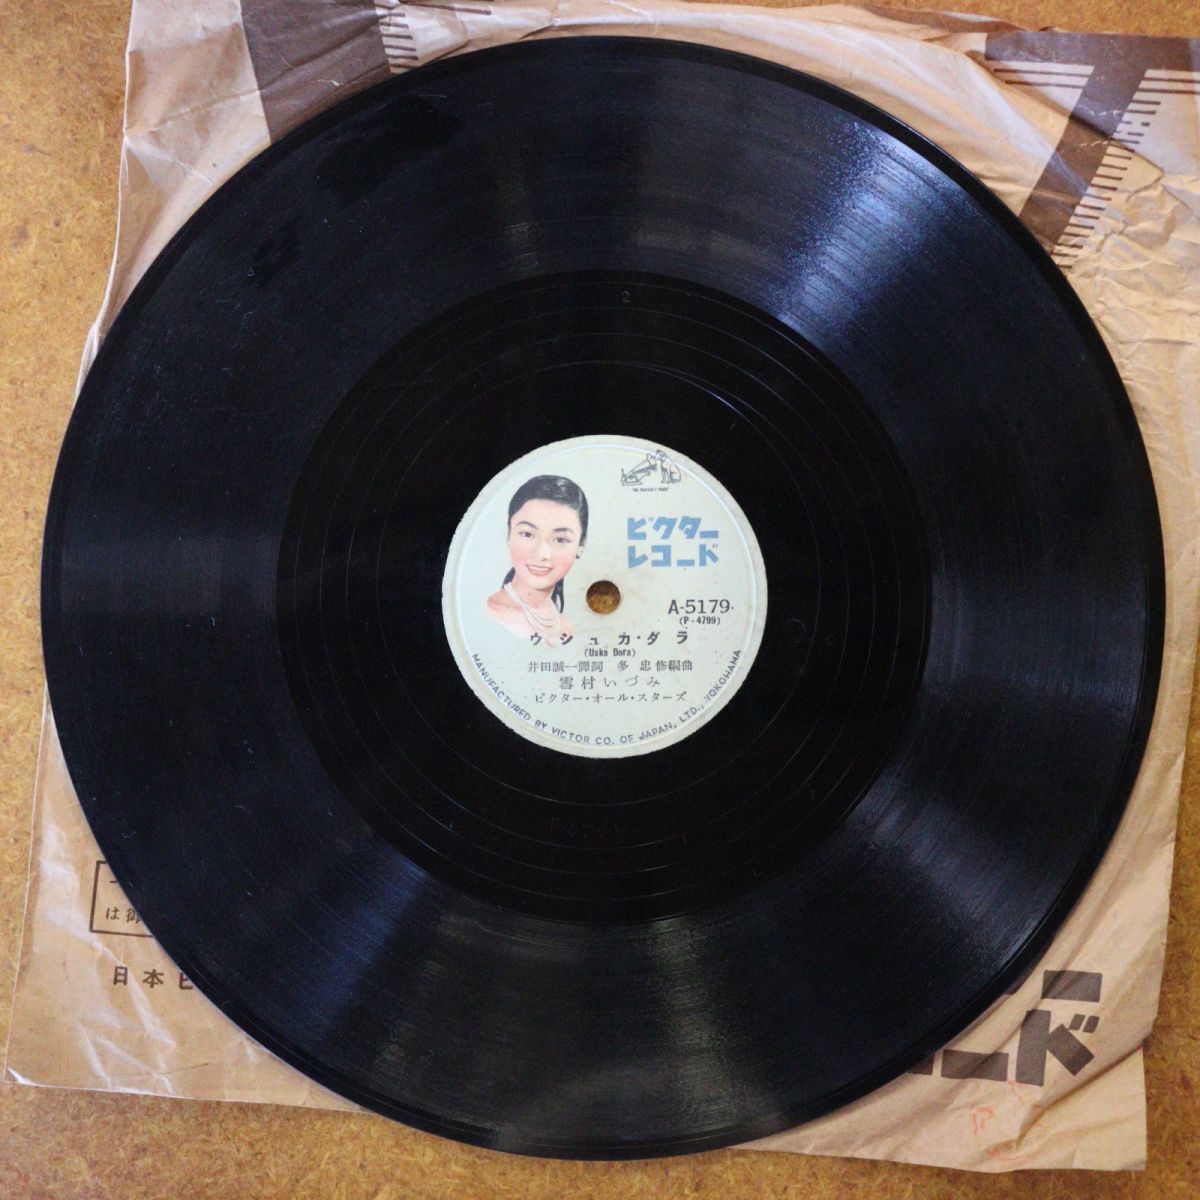 "HIS MASTER'S VOICE"
ビクター
レコード
A-5179
(P-4799)
ウシュカ・ダラ
(Uska Dara)
井田誠一譯詞 多 忠修編曲
雪村いづみ
ビクター・オール・スターズ
MANUFACTURED BY VICTOR CO. OF JAPAN, LTD., YOKOHAMA
2
は御
日本ビ
ー
コード